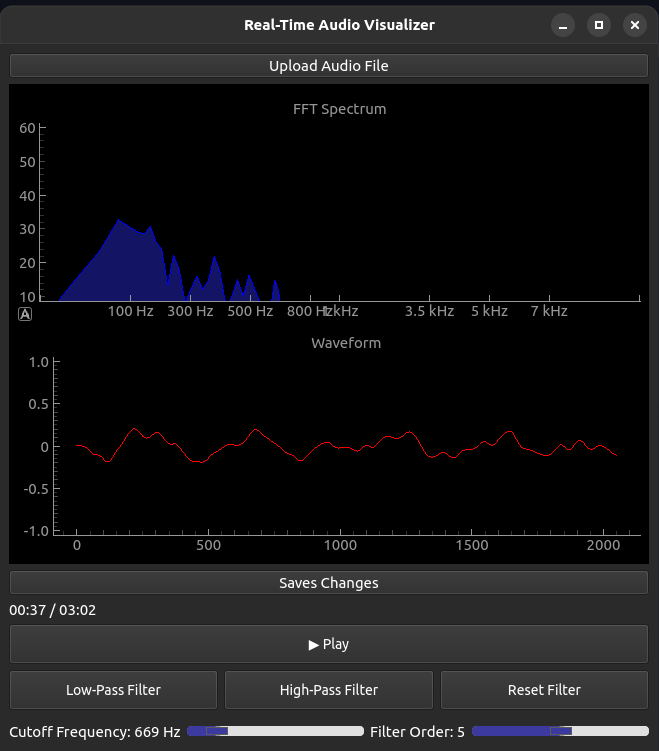 Real-Time Audio Visualizer
Upload Audio File
FFT Spectrum
60
50
40
30
20
10
A
100 Hz 300 Hz 500 Hz 800 Hz 1 kHz 3.5 kHz 5 kHz 7 kHz
Waveform
1.0
0.5
0
-0.5
-1.0
0 500 1000 1500 2000
Saves Changes
00:37 / 03:02
▶ Play
Low-Pass Filter High-Pass Filter Reset Filter
Cutoff Frequency: 669 Hz Filter Order: 5